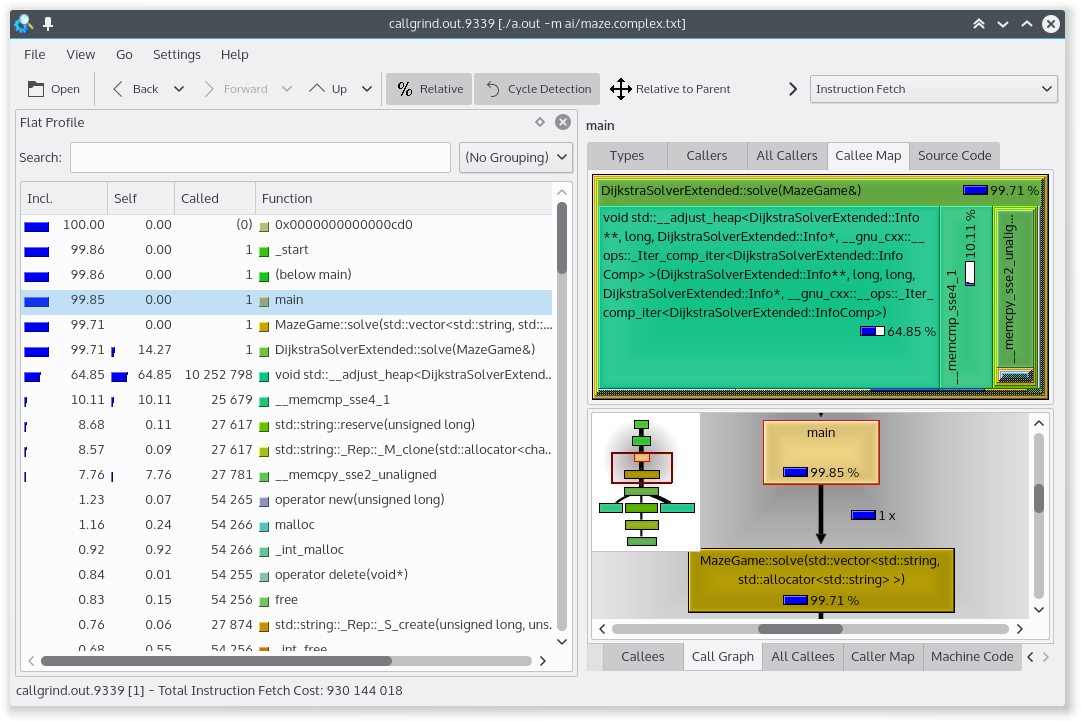 callgrind.out.9339 [./a.out -m ai/maze.complex.txt]
File View Go Settings Help
Open Back Forward Up % Relative Cycle Detection Relative to Parent Instruction Fetch
Flat Profile
Search: (No Grouping)
Incl. Self Called Function
100.00 0.00 (0) 0x0000000000000cd0
99.86 0.00 1 _start
99.86 0.00 1 (below main)
99.85 0.00 1 main
99.71 0.00 1 MazeGame::solve(std::vector<std::string, std::...
99.71 14.27 1 DijkstraSolverExtended::solve(MazeGame&)
64.85 64.85 10 252 798 void std::__adjust_heap<DijkstraSolverExtend...
10.11 10.11 25 679 __memcmp_sse4_1
8.68 0.11 27 617 std::string::reserve(unsigned long)
8.57 0.09 27 617 std::string::_Rep::_M_clone(std::allocator<cha...
7.76 7.76 27 781 __memcpy_sse2_unaligned
1.23 0.07 54 265 operator new(unsigned long)
1.16 0.24 54 266 malloc
0.92 0.92 54 266 _int_malloc
0.84 0.01 54 255 operator delete(void*)
0.83 0.15 54 256 free
0.76 0.06 27 874 std::string::_Rep::_S_create(unsigned long, uns...
0.68 0.55 54 256 _int_free
main
Types Callers All Callers Callee Map Source Code
DijkstraSolverExtended::solve(MazeGame&) 99.71 %
void std::__adjust_heap<DijkstraSolverExtended::Info
**, long, DijkstraSolverExtended::Info*, __gnu_cxx::__
ops::_Iter_comp_iter<DijkstraSolverExtended::Info
Comp> >(DijkstraSolverExtended::Info**, long, long,
DijkstraSolverExtended::Info*, __gnu_cxx::__ops::_Iter_
comp_iter<DijkstraSolverExtended::InfoComp>)
64.85 %
__memcmp_sse4_1 10.11 %
__memcpy_sse2_unalig...
main
99.85 %
1 x
MazeGame::solve(std::vector<std::string,
std::allocator<std::string> >)
99.71 %
Callees Call Graph All Callees Caller Map Machine Code
callgrind.out.9339 [1] - Total Instruction Fetch Cost: 930 144 018